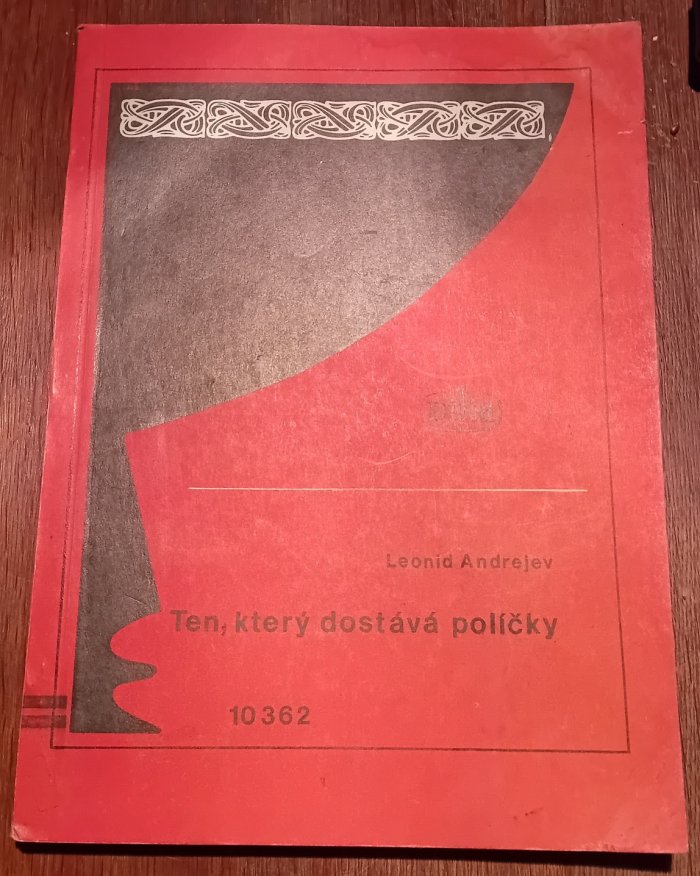 Leonid Andrejev
Ten, který dostává políčky
10362